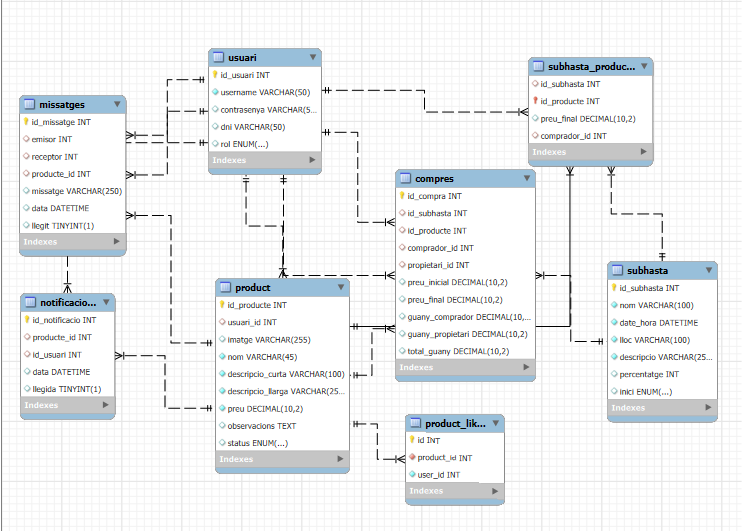 usuari
id_usuari INT
username VARCHAR(50)
contrasenya VARCHAR(5...
dni VARCHAR(50)
rol ENUM(...)
Indexes
subhasta_produc...
id_subhasta INT
id_producte INT
preu_final DECIMAL(10,2)
comprador_id INT
Indexes
missatges
id_missatge INT
emisor INT
receptor INT
producte_id INT
missatge VARCHAR(250)
data DATETIME
llegit TINYINT(1)
Indexes
compres
id_compra INT
id_subhasta INT
id_producte INT
comprador_id INT
propietari_id INT
preu_inicial DECIMAL(10,2)
preu_final DECIMAL(10,2)
guany_comprador DECIMAL(10,...
guany_propietari DECIMAL(10,2)
total_guany DECIMAL(10,2)
Indexes
subhasta
id_subhasta INT
nom VARCHAR(100)
date_hora DATETIME
lloc VARCHAR(100)
descripcio VARCHAR(25...
percentatge INT
inici ENUM(...)
Indexes
product
id_producte INT
usuari_id INT
imatge VARCHAR(255)
nom VARCHAR(45)
descripcio_curta VARCHAR(100)
descripcio_llarga VARCHAR(25...
preu DECIMAL(10,2)
observacions TEXT
status ENUM(...)
Indexes
notificacio...
id_notificacio INT
producte_id INT
id_usuari INT
data DATETIME
llegida TINYINT(1)
Indexes
product_lik...
id INT
product_id INT
user_id INT
Indexes